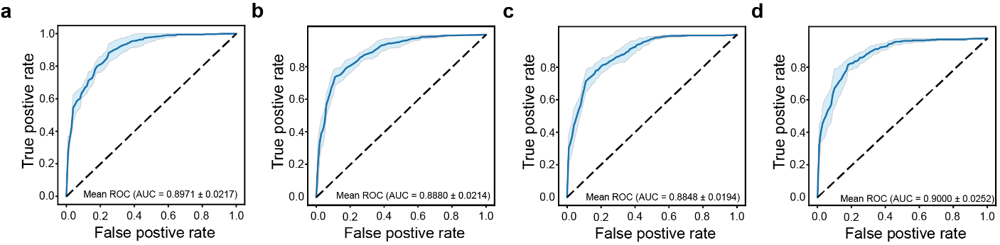 a
True postive rate
1.0
0.8
0.6
0.4
0.2
0.0
Mean ROC (AUC = 0.8971 ± 0.0217)
0.0 0.2 0.4 0.6 0.8 1.0
False postive rate
b
True postive rate
0.8
0.6
0.4
0.2
0.0
Mean ROC (AUC = 0.8880 ± 0.0214)
0.0 0.2 0.4 0.6 0.8 1.0
False postive rate
c
True postive rate
0.8
0.6
0.4
0.2
0.0
Mean ROC (AUC = 0.8848 ± 0.0194)
0.0 0.2 0.4 0.6 0.8 1.0
False postive rate
d
True postive rate
0.8
0.6
0.4
0.2
0.0
Mean ROC (AUC = 0.9000 ± 0.0252)
0.0 0.2 0.4 0.6 0.8 1.0
False postive rate